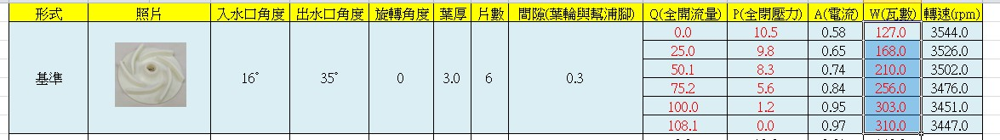 形式 照片 入水口角度 出水口角度 旋轉角度 葉厚 片數 間隙(葉輪與幫浦腳) Q(全開流量) P(全閉壓力) A(電流) W(瓦數) 轉速(rpm)
0.0 10.5 0.58 127.0 3544.0
25.0 9.8 0.65 168.0 3526.0
50.1 8.3 0.74 210.0 3502.0
基準 16° 35° 0 3.0 6 0.3
75.2 5.6 0.84 256.0 3476.0
100.0 1.2 0.95 303.0 3451.0
108.1 0.0 0.97 310.0 3447.0